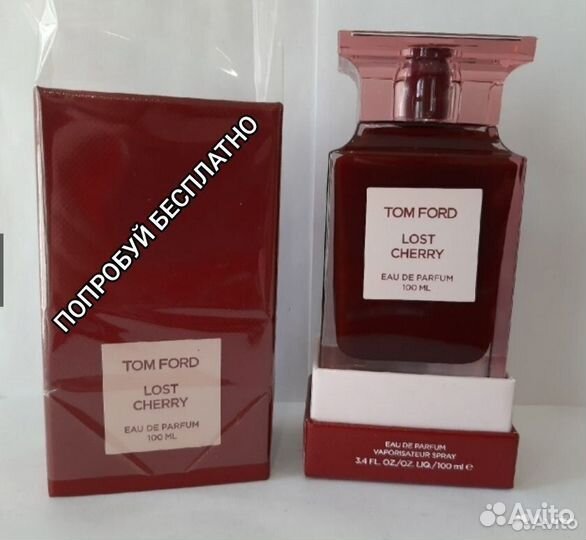 ПОПРОБУЙ БЕСПЛАТНО
TOM FORD
LOST
CHERRY
EAU DE PARFUM
100 ML
TOM FORD
LOST
CHERRY
EAU DE PARFUM
100 ML
EAU DE PARFUM
VAPORISATEUR SPRAY
3.4 FL. OZ./OZ. LIQ./100 ml e
Avito